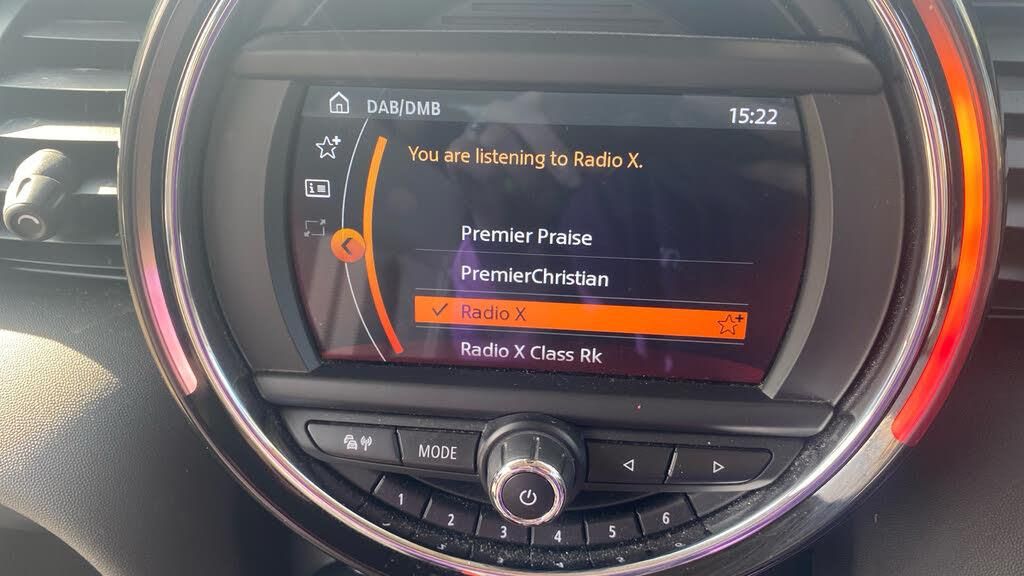 DAB/DMB 15:22
You are listening to Radio X.
Premier Praise
PremierChristian
Radio X
Radio X Class Rk
MODE
1 2 3 4 5 6